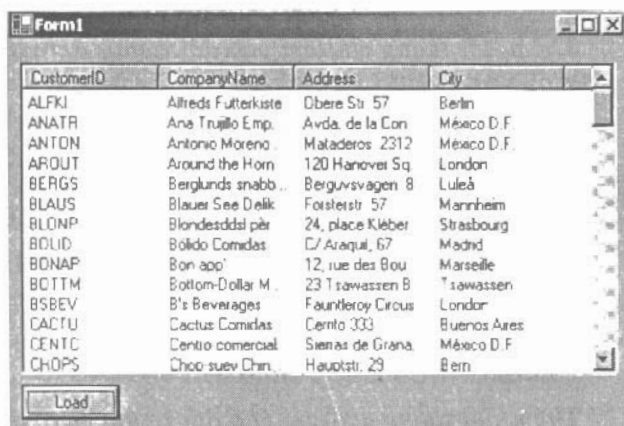 Form1
CustomerID CompanyName Address City
ALFKI Alfreds Futterkiste Obere Str. 57 Berlin
ANATR Ana Trujillo Emp. Avda. de la Con México D.F.
ANTON Antonio Moreno . Mataderos 2312 México D.F.
AROUT Around the Horn 120 Hanover Sq. London
BERGS Berglunds snabb .. Berguvsvägen 8 Luleå
BLAUS Blauer See Delik Forsterstr 57 Mannheim
BLONP Blondesddsl pèr 24, place Kléber Strasbourg
BOLID Bólido Comidas C/ Araquil, 67 Madrid
BONAP Bon app' 12, rue des Bou Marseille
BOTTM Bottom-Dollar M .. 23 Tsawassen B Tsawassen
BSBEV B's Beverages Fauntleroy Circus London
CACTU Cactus Comidas Cerrito 333 Buenos Aires
CENTC Centro comercial Sierras de Grana. México D.F
CHOPS Chop-suey Chin.. Hauptstr. 29 Bern
Load